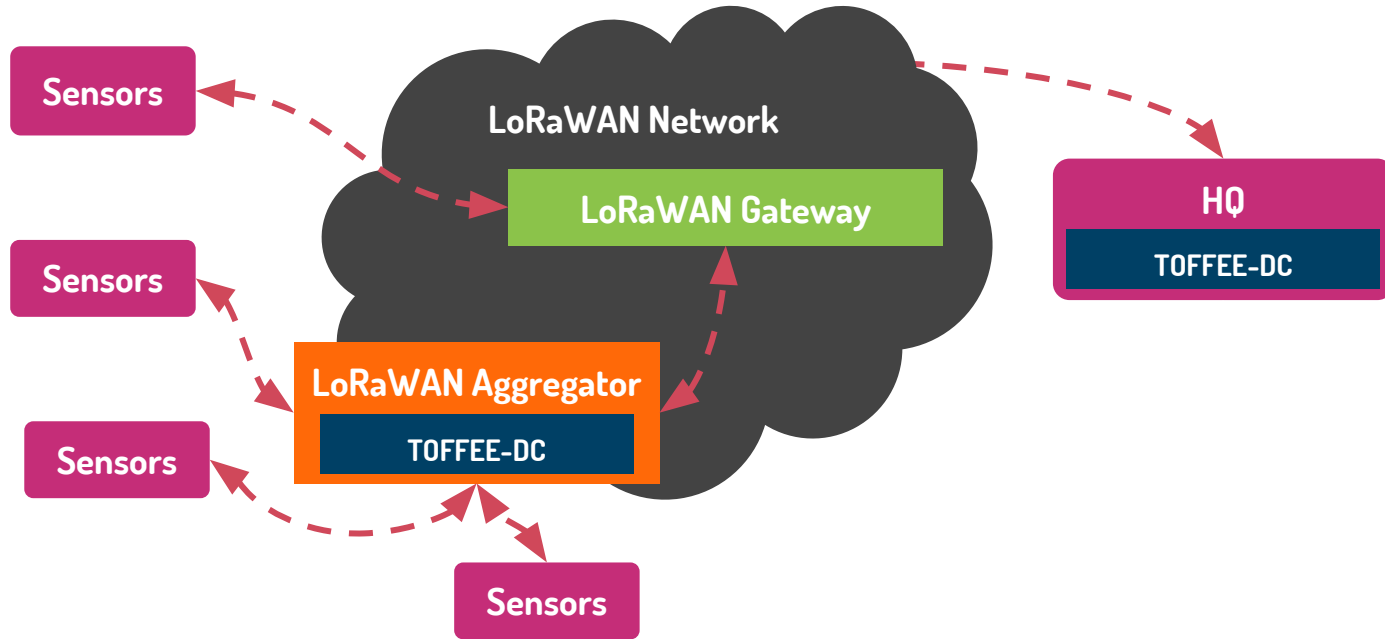 Sensors
LoRaWAN Network
LoRaWAN Gateway
HQ
TOFFEE-DC
Sensors
LoRaWAN Aggregator
TOFFEE-DC
Sensors
Sensors